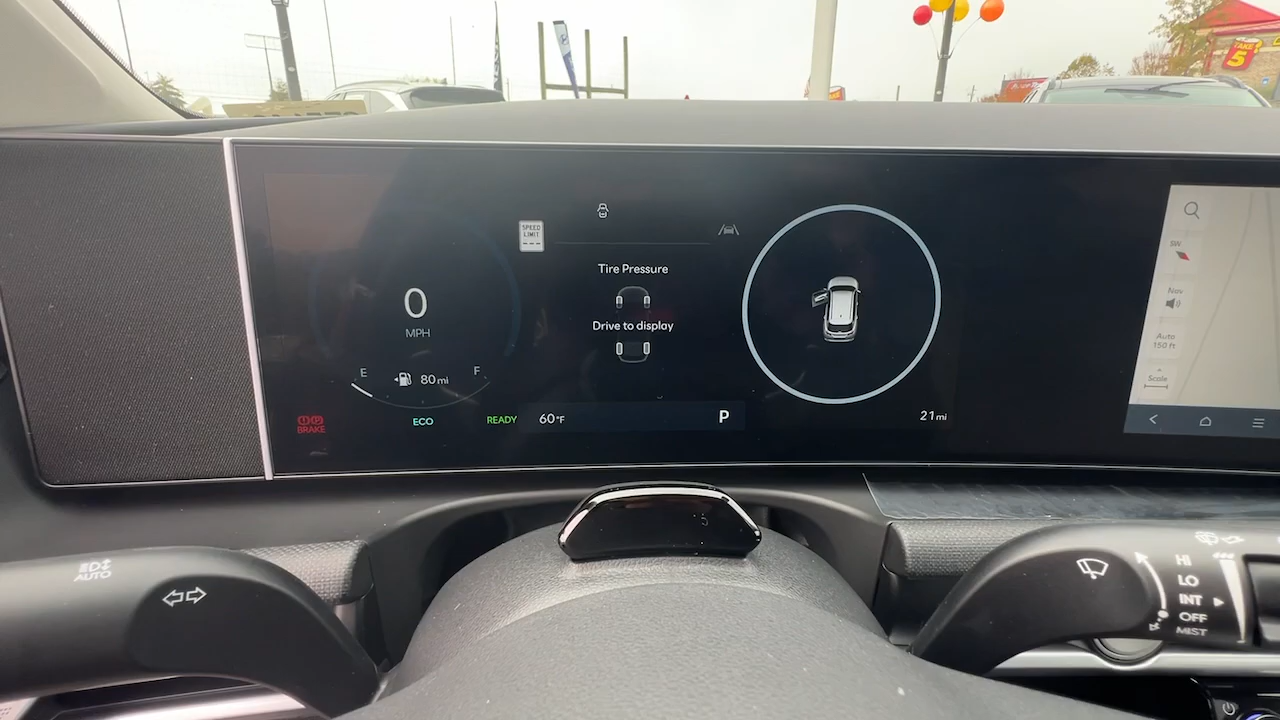 TAKE
5
SPEED
LIMIT
Tire Pressure
Drive to display
0
MPH
E
F
80 mi
BRAKE
ECO
READY
60°F
P
21 mi
SW
Nav
Auto
150 ft
Scale
AUTO
HI
LO
INT
OFF
MIST